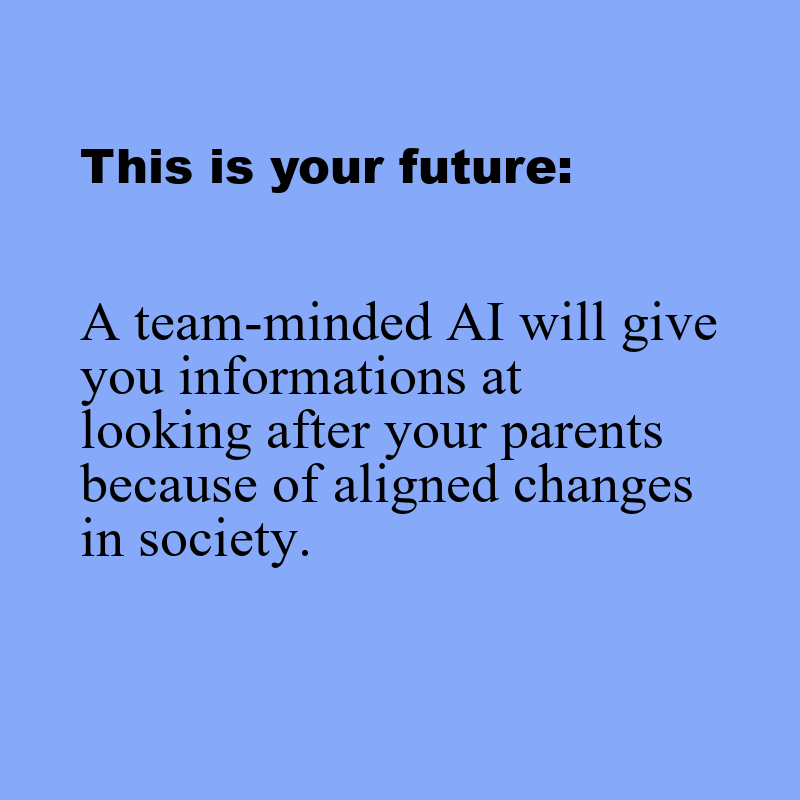 This is your future:
A team-minded AI will give
you informations at
looking after your parents
because of aligned changes
in society.